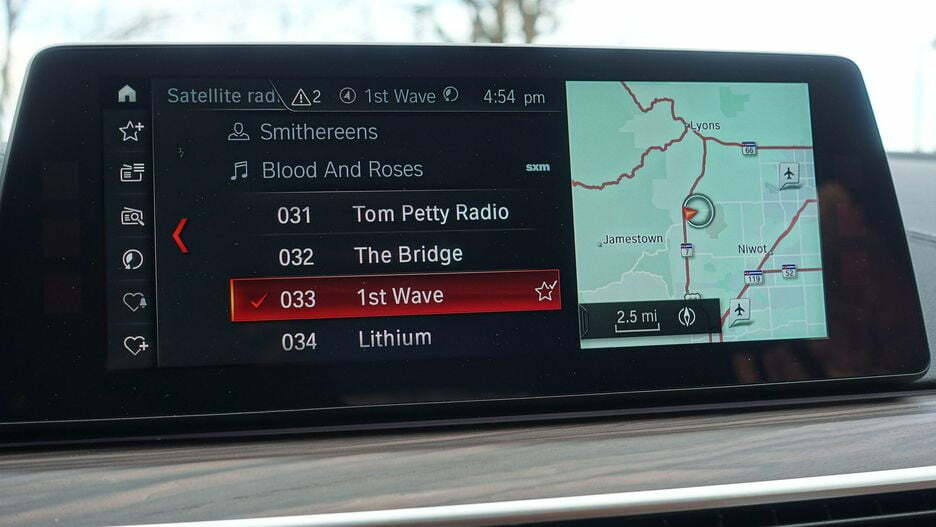 Satellite rad. 2 1st Wave 4:54 pm
Smithereens
Blood And Roses sxm
031 Tom Petty Radio
032 The Bridge
033 1st Wave
034 Lithium
Lyons
66
Jamestown
7
Niwot
119 52
2.5 mi